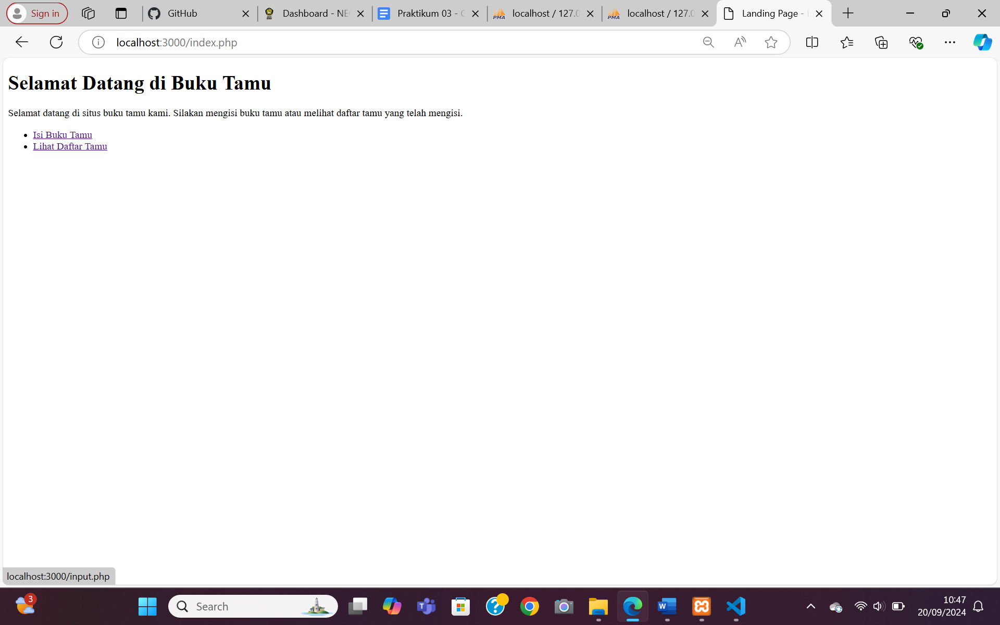 Sign in
GitHub
Dashboard - NE
Praktikum 03 - G
localhost / 127.0
localhost / 127.0
Landing Page -
localhost:3000/index.php
Selamat Datang di Buku Tamu
Selamat datang di situs buku tamu kami. Silakan mengisi buku tamu atau melihat daftar tamu yang telah mengisi.
Isi Buku Tamu
Lihat Daftar Tamu
localhost:3000/input.php
3
Search
10:47
20/09/2024